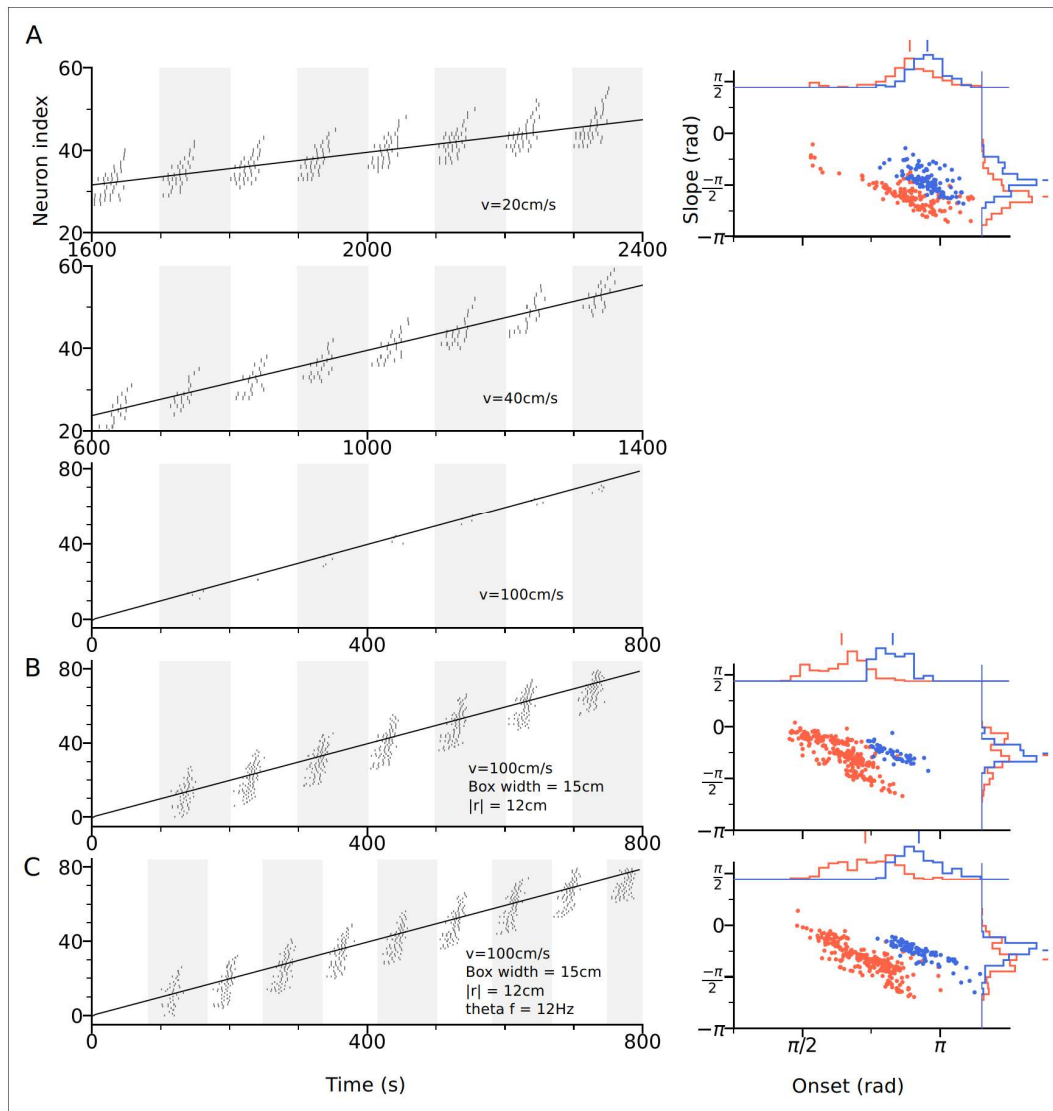 A
60
40
20
Neuron index
v=20cm/s
1600
2000
2400
π/2
0
-π/2
-π
Slope (rad)
60
40
20
v=40cm/s
600
1000
1400
80
40
0
v=100cm/s
0
400
800
B
80
40
0
v=100cm/s
Box width = 15cm
|r| = 12cm
0
400
800
π/2
0
-π/2
-π
C
80
40
0
v=100cm/s
Box width = 15cm
|r| = 12cm
theta f = 12Hz
0
400
800
Time (s)
π/2
0
-π/2
-π
π/2
π
Onset (rad)